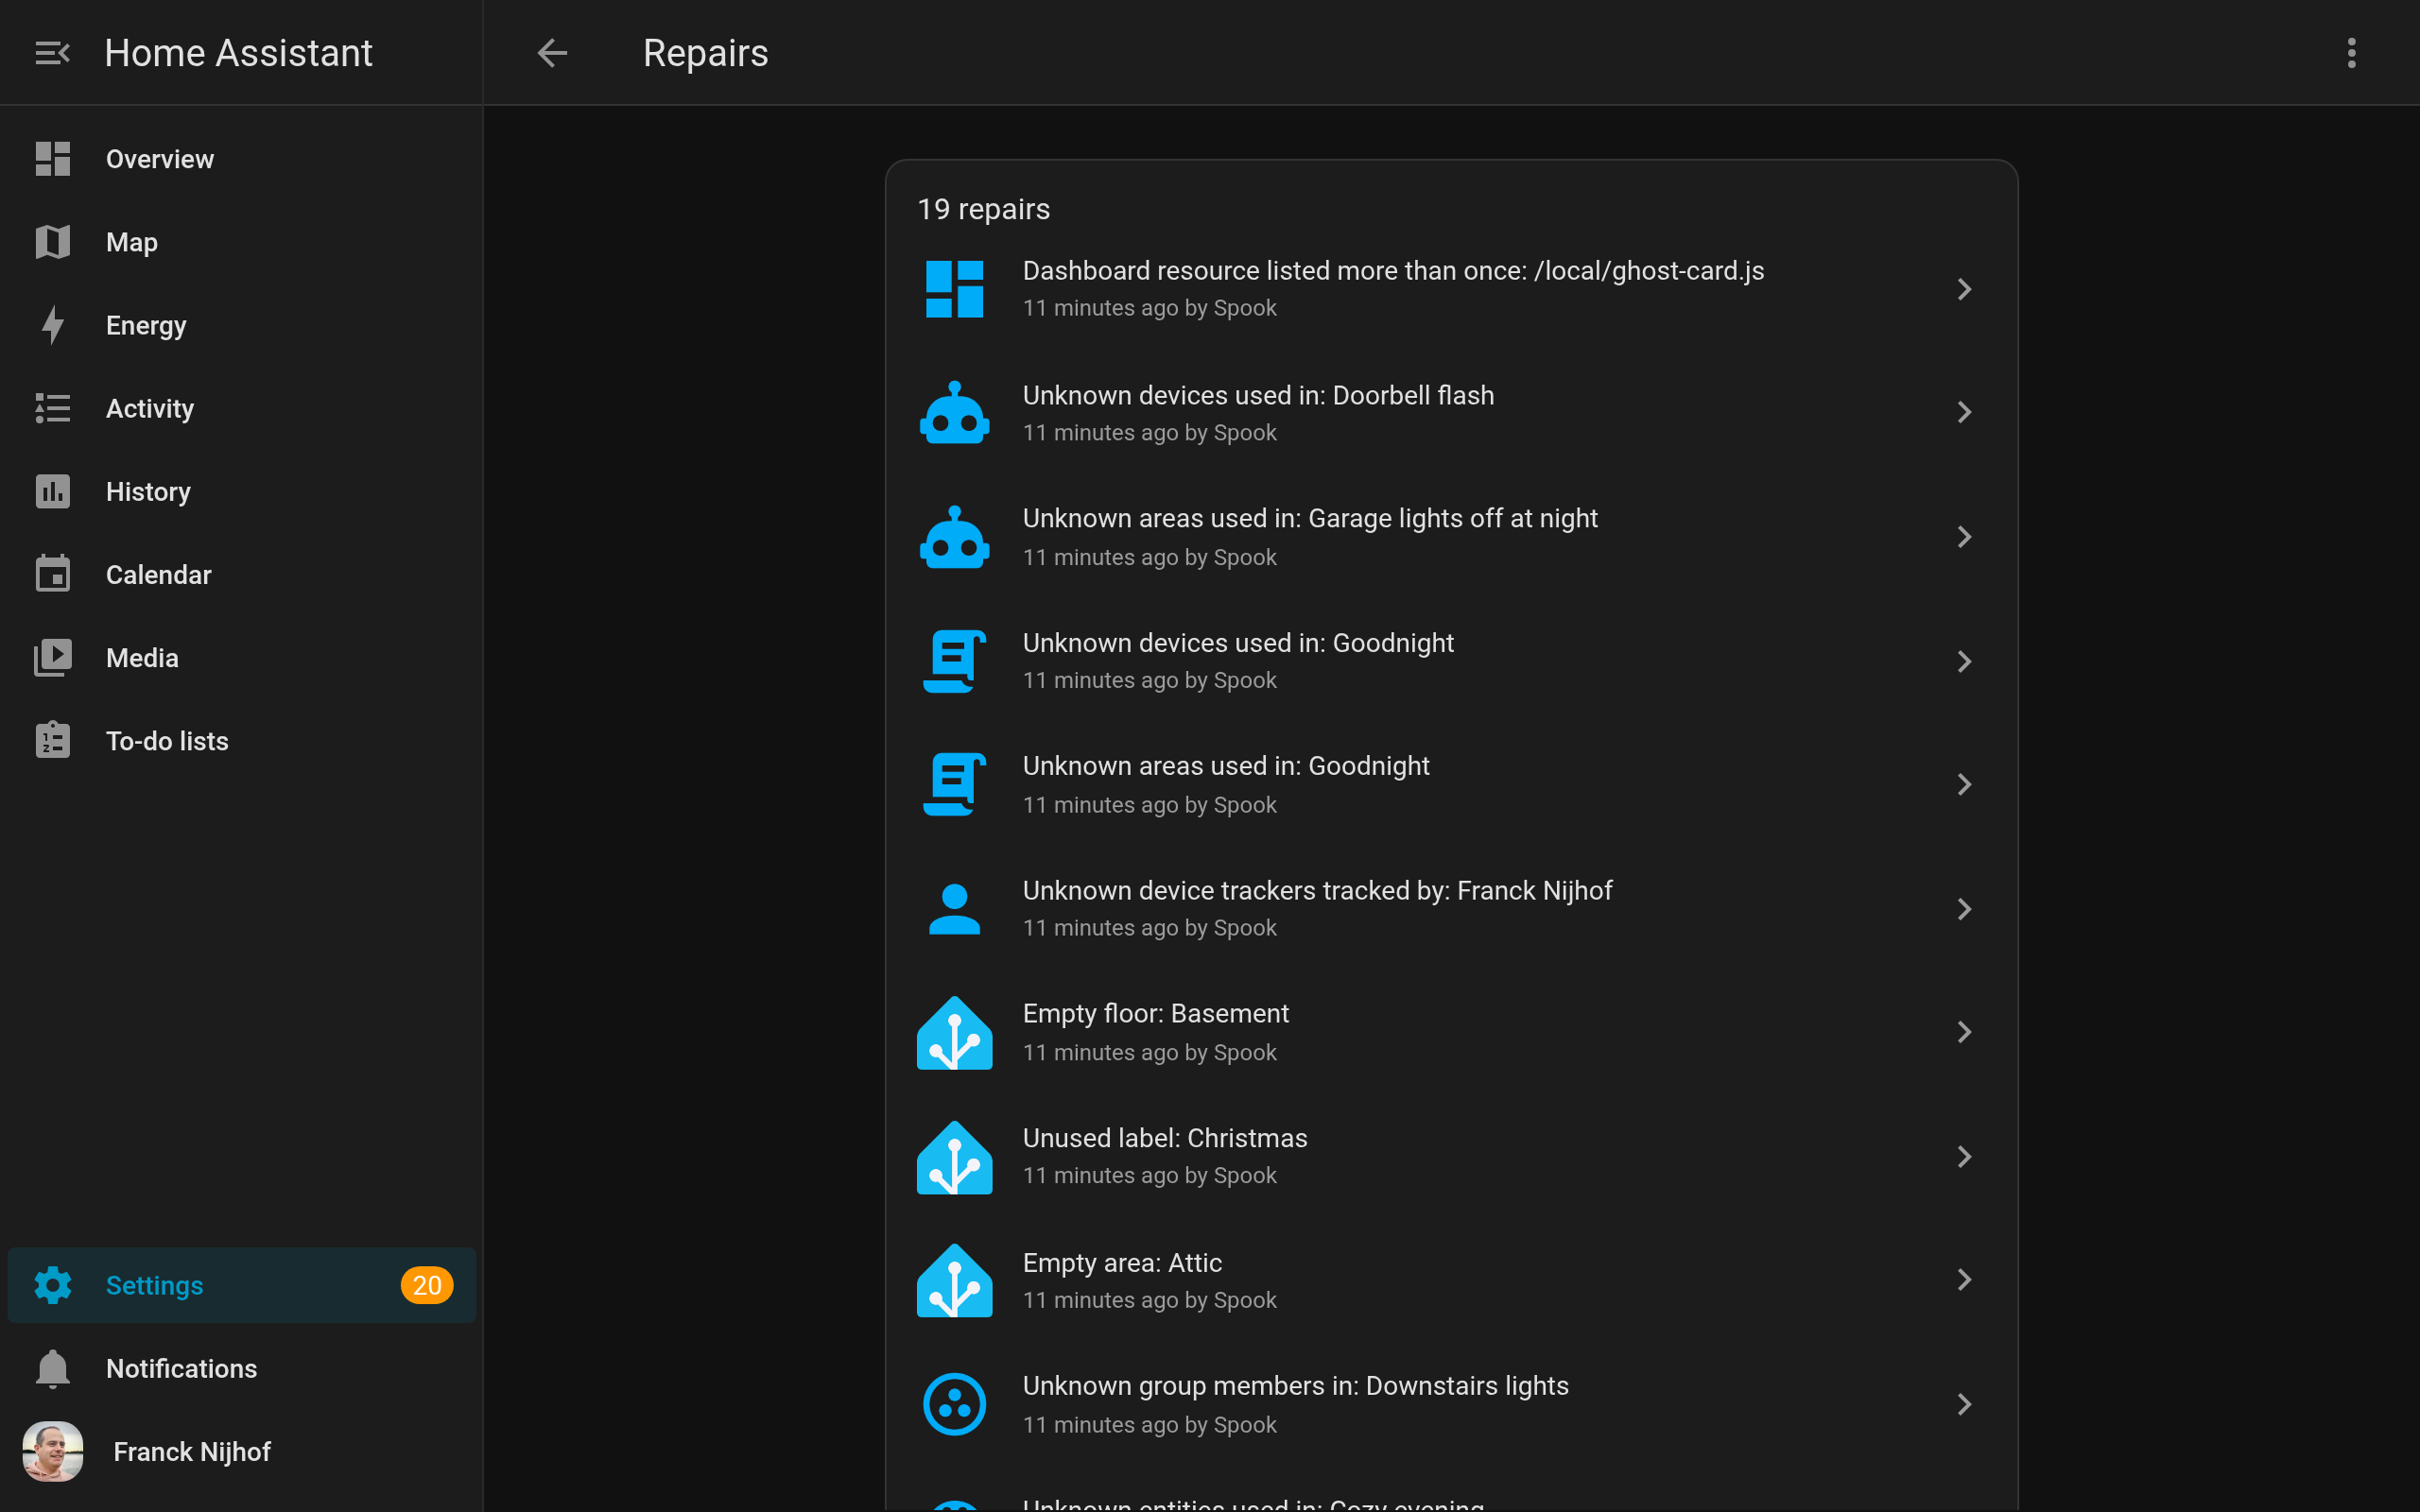 Home Assistant
Repairs
Overview
Map
Energy
Activity
History
Calendar
Media
To-do lists
Settings
20
Notifications
Franck Nijhof
19 repairs
Dashboard resource listed more than once: /local/ghost-card.js
11 minutes ago by Spook
Unknown devices used in: Doorbell flash
11 minutes ago by Spook
Unknown areas used in: Garage lights off at night
11 minutes ago by Spook
Unknown devices used in: Goodnight
11 minutes ago by Spook
Unknown areas used in: Goodnight
11 minutes ago by Spook
Unknown device trackers tracked by: Franck Nijhof
11 minutes ago by Spook
Empty floor: Basement
11 minutes ago by Spook
Unused label: Christmas
11 minutes ago by Spook
Empty area: Attic
11 minutes ago by Spook
Unknown group members in: Downstairs lights
11 minutes ago by Spook
Unknown entities used in: Cozy evening